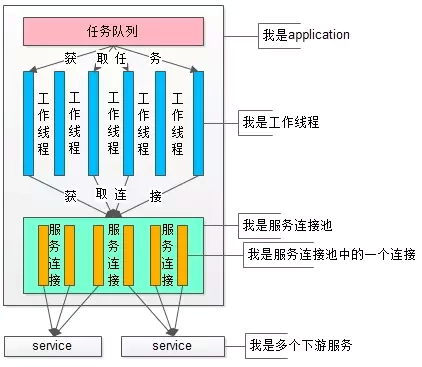 任务队列
我是application
获取任务
工作线程
工作线程
工作线程
工作线程
工作线程
我是工作线程
获取连接
我是服务连接池
服务连接
服务连接
服务连接
我是服务连接池中的一个连接
service
service
我是多个下游服务